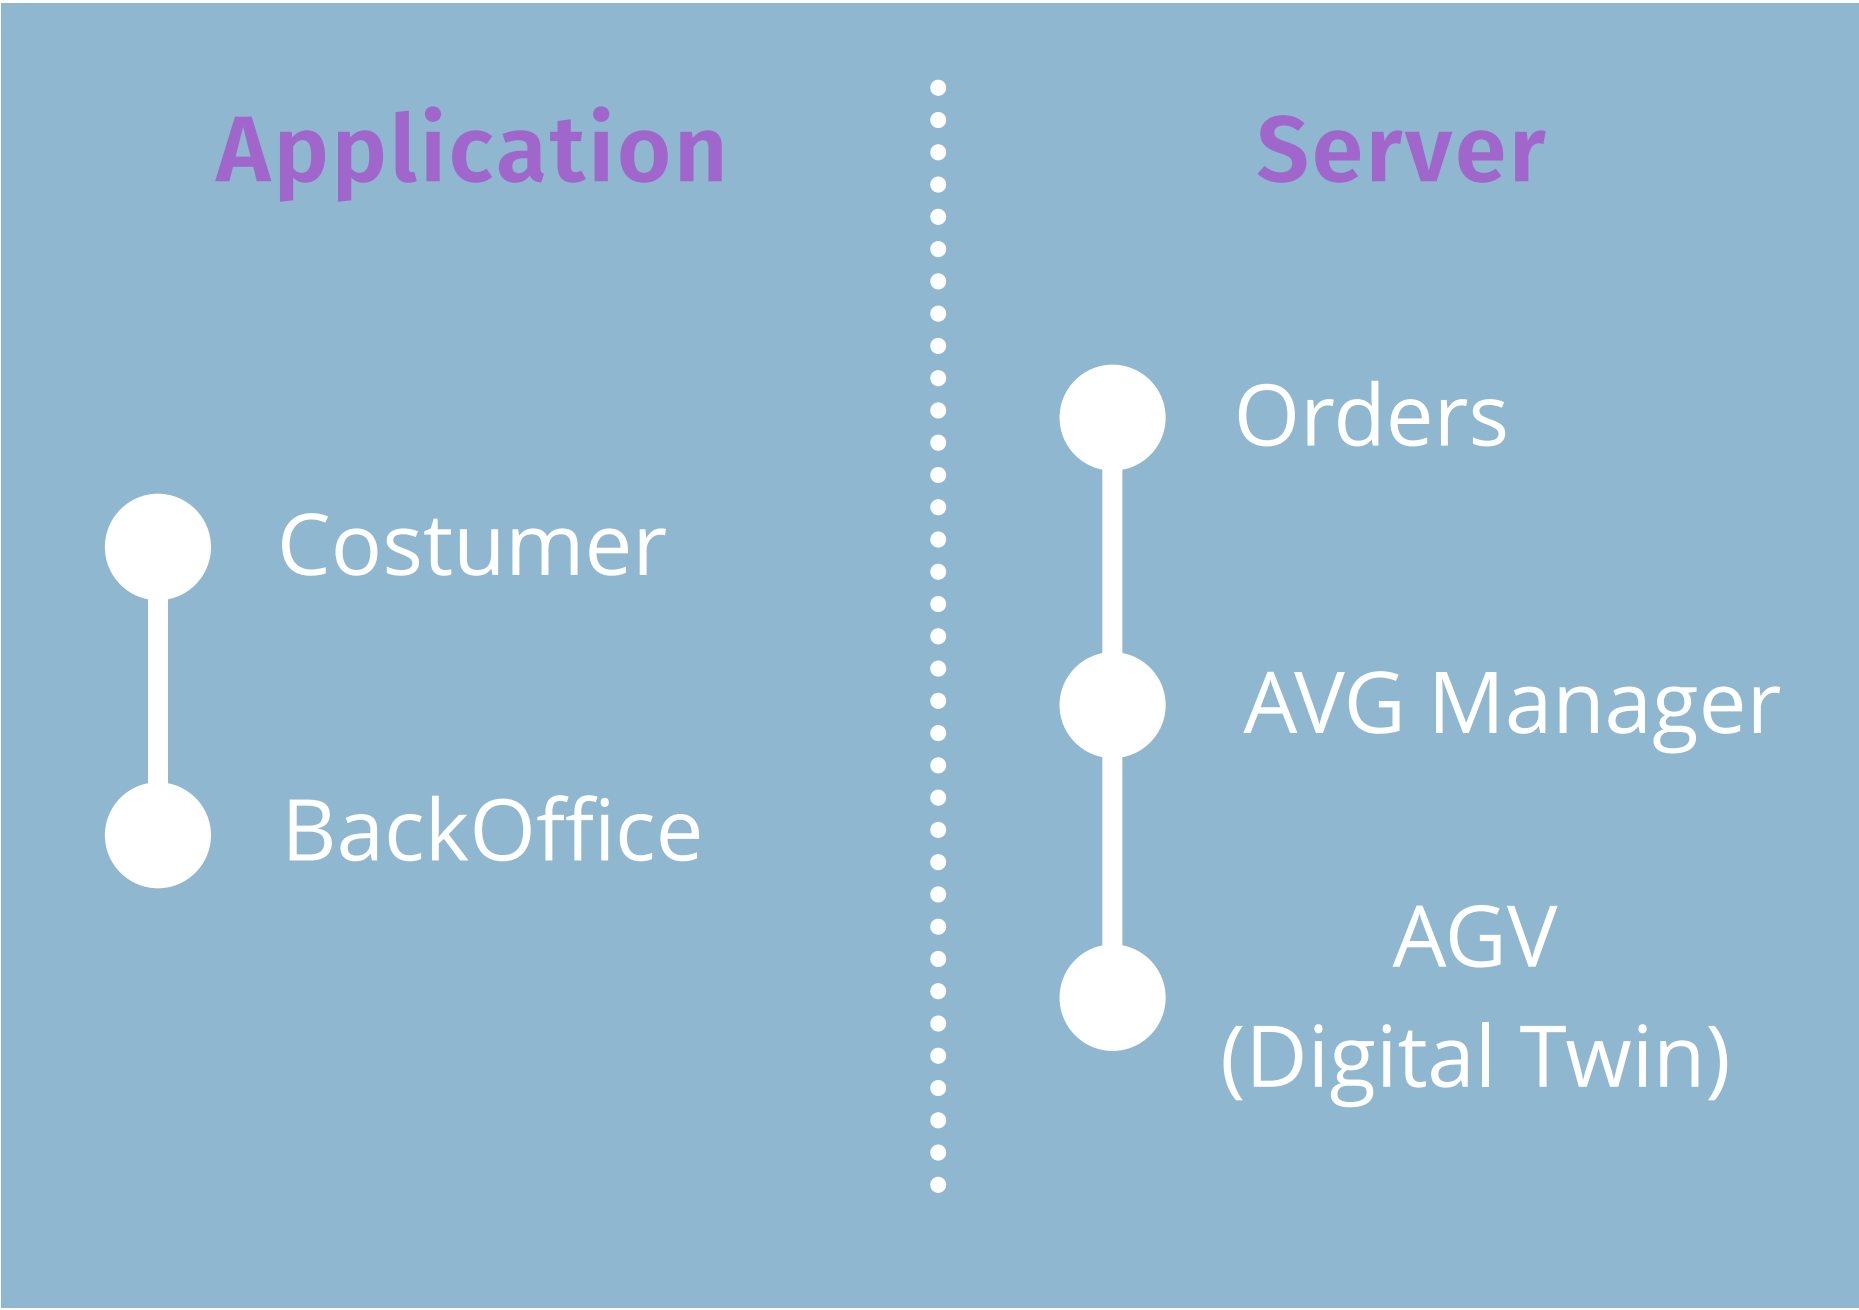 Application
Costumer
BackOffice
Server
Orders
AVG Manager
AGV
(Digital Twin)